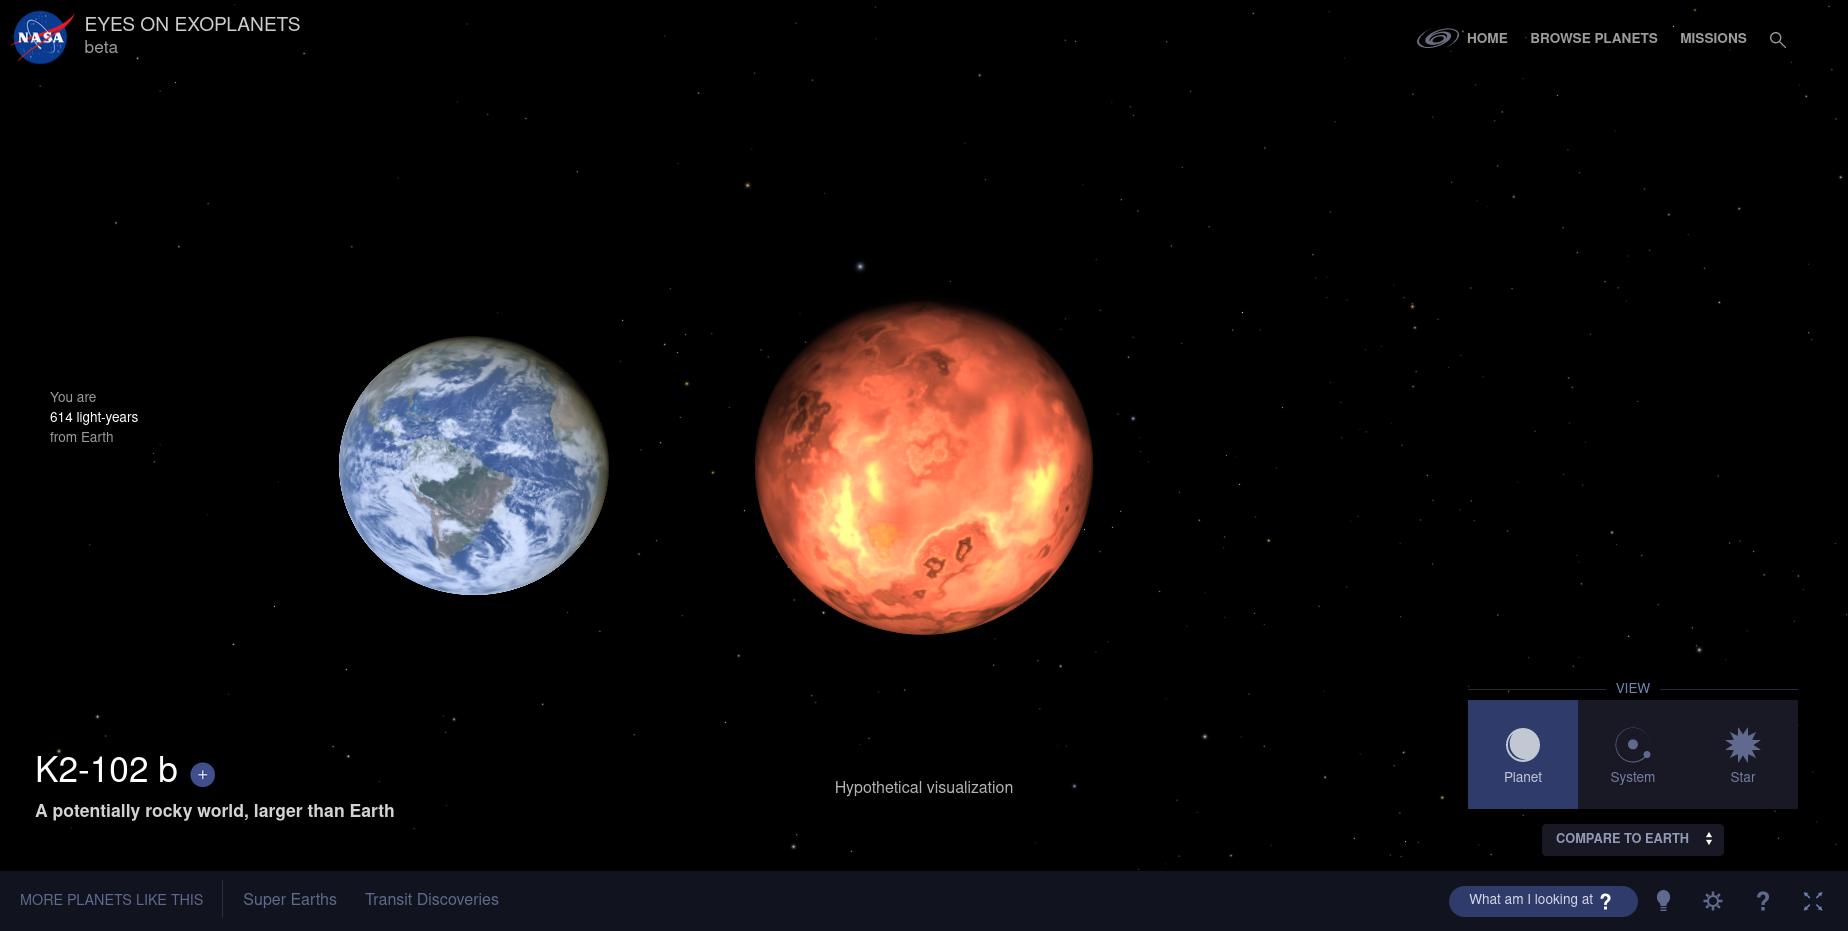 NASA
EYES ON EXOPLANETS
beta
HOME
BROWSE PLANETS
MISSIONS
You are
614 light-years
from Earth
K2-102 b +
A potentially rocky world, larger than Earth
Hypothetical visualization
VIEW
Planet
System
Star
COMPARE TO EARTH
MORE PLANETS LIKE THIS
Super Earths
Transit Discoveries
What am I looking at ?
?